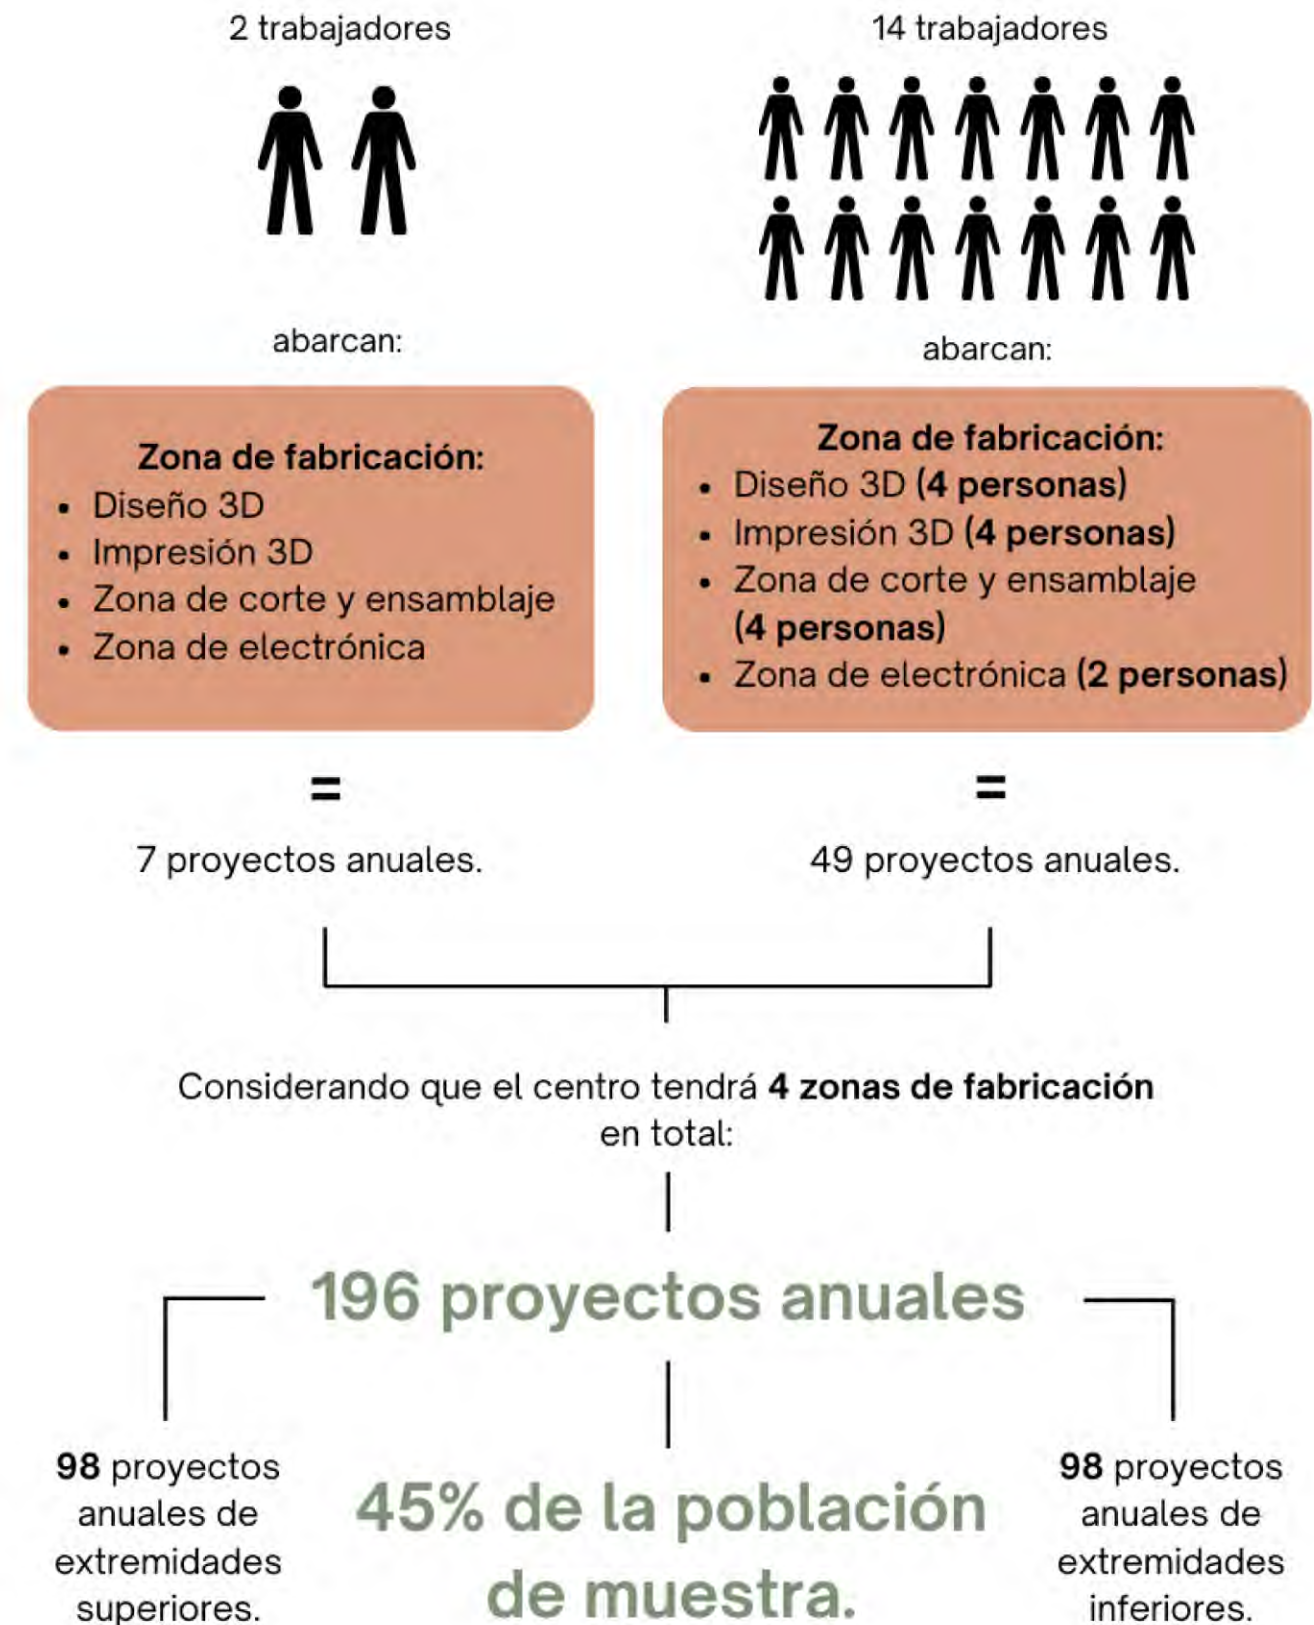 2 trabajadores
abarcan:
Zona de fabricación:
• Diseño 3D
• Impresión 3D
• Zona de corte y ensamblaje
• Zona de electrónica
=
7 proyectos anuales.
14 trabajadores
abarcan:
Zona de fabricación:
• Diseño 3D (4 personas)
• Impresión 3D (4 personas)
• Zona de corte y ensamblaje
(4 personas)
• Zona de electrónica (2 personas)
=
49 proyectos anuales.
Considerando que el centro tendrá 4 zonas de fabricación
en total:
196 proyectos anuales
98 proyectos
anuales de
extremidades
superiores.
45% de la población
de muestra.
98 proyectos
anuales de
extremidades
inferiores.